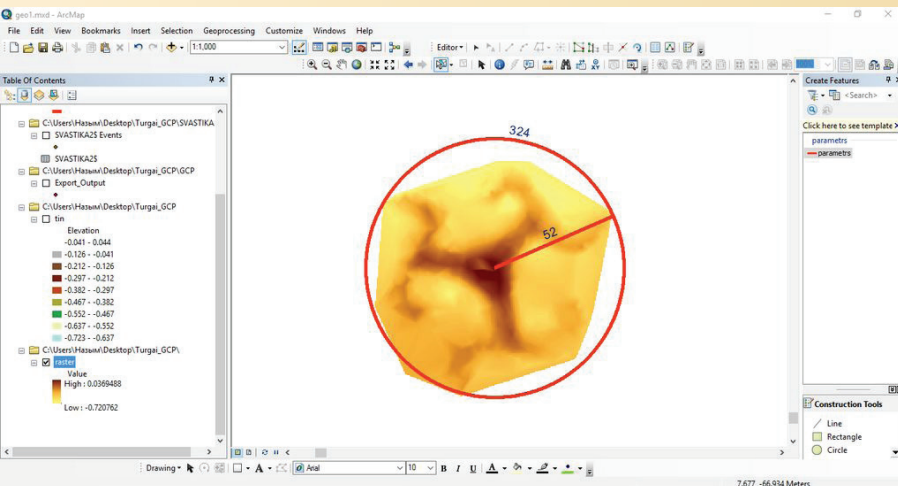 geo1.mxd - ArcMap
File Edit View Bookmarks Insert Selection Geoprocessing Customize Windows Help
1:1,000 Editor
Table Of Contents
C:\Users\Назым\Desktop\Turgai_GCP\SVASTIKA
SVASTIKA2$ Events
SVASTIKA2$
C:\Users\Назым\Desktop\Turgai_GCP\GCP
Export_Output
C:\Users\Назым\Desktop\Turgai_GCP
tin
Elevation
-0.041 - 0.044
-0.126 - -0.041
-0.212 - -0.126
-0.297 - -0.212
-0.382 - -0.297
-0.467 - -0.382
-0.552 - -0.467
-0.637 - -0.552
-0.723 - -0.637
C:\Users\Назым\Desktop\Turgai_GCP\
raster
Value
High : 0.0369488
Low : -0.720762
324
52
Create Features
<Search>
Click here to see template
parametrs
parametrs
Construction Tools
Line
Rectangle
Circle
Drawing A Arial 10 B I U A
7.677 -66.934 Meters